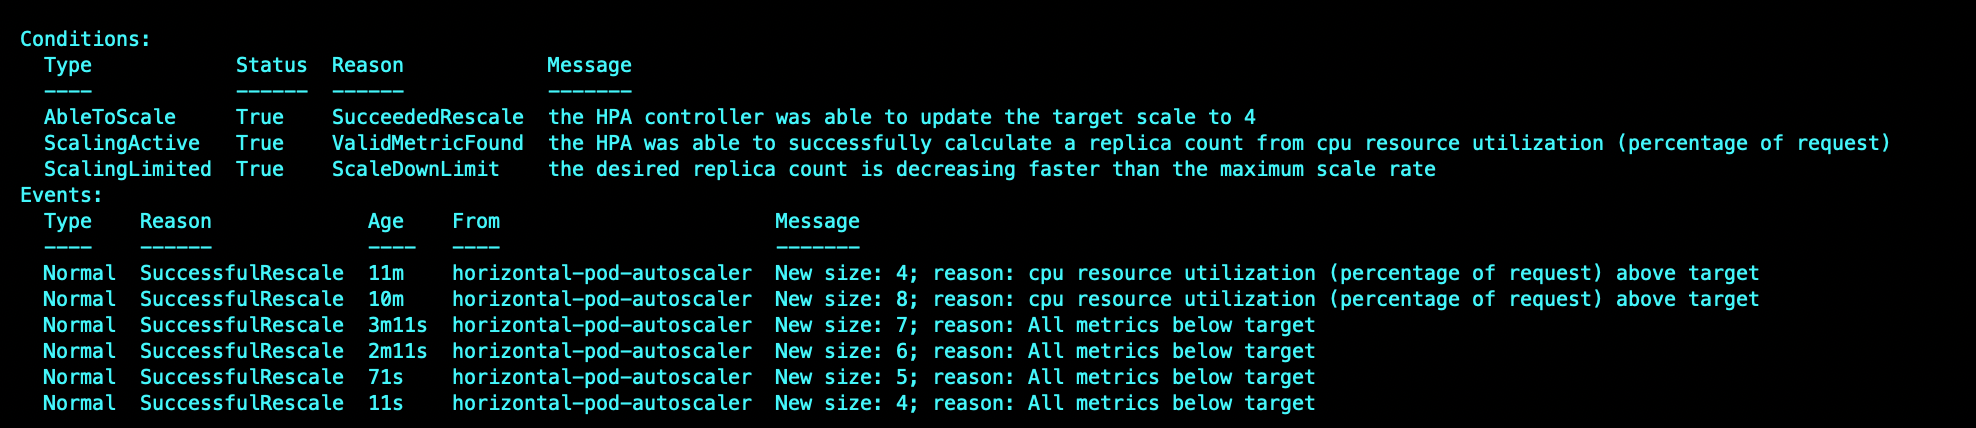 Conditions:
  Type            Status  Reason            Message
  ----            ------  ------            -------
  AbleToScale     True    SucceededRescale  the HPA controller was able to update the target scale to 4
  ScalingActive   True    ValidMetricFound  the HPA was able to successfully calculate a replica count from cpu resource utilization (percentage of request)
  ScalingLimited  True    ScaleDownLimit    the desired replica count is decreasing faster than the maximum scale rate
Events:
  Type    Reason             Age    From                       Message
  ----    ------             ----   ----                       -------
  Normal  SuccessfulRescale  11m    horizontal-pod-autoscaler  New size: 4; reason: cpu resource utilization (percentage of request) above target
  Normal  SuccessfulRescale  10m    horizontal-pod-autoscaler  New size: 8; reason: cpu resource utilization (percentage of request) above target
  Normal  SuccessfulRescale  3m11s  horizontal-pod-autoscaler  New size: 7; reason: All metrics below target
  Normal  SuccessfulRescale  2m11s  horizontal-pod-autoscaler  New size: 6; reason: All metrics below target
  Normal  SuccessfulRescale  71s    horizontal-pod-autoscaler  New size: 5; reason: All metrics below target
  Normal  SuccessfulRescale  11s    horizontal-pod-autoscaler  New size: 4; reason: All metrics below target